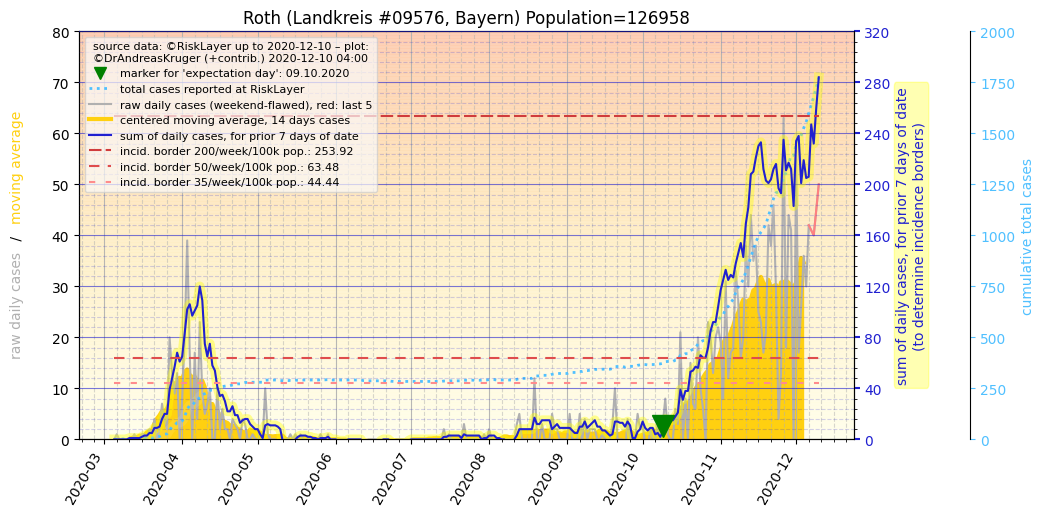 Roth (Landkreis #09576, Bayern) Population=126958
source data: ©RiskLayer up to 2020-12-10 – plot:
©DrAndreasKruger (+contrib.) 2020-12-10 04:00
marker for 'expectation day': 09.10.2020
total cases reported at RiskLayer
raw daily cases (weekend-flawed), red: last 5
centered moving average, 14 days cases
sum of daily cases, for prior 7 days of date
incid. border 200/week/100k pop.: 253.92
incid. border 50/week/100k pop.: 63.48
incid. border 35/week/100k pop.: 44.44
raw daily cases / moving average
80
70
60
50
40
30
20
10
0
2020-03
2020-04
2020-05
2020-06
2020-07
2020-08
2020-09
2020-10
2020-11
2020-12
320
280
240
200
160
120
80
40
0
sum of daily cases, for prior 7 days of date
(to determine incidence borders)
2000
1750
1500
1250
1000
750
500
250
0
cumulative total cases